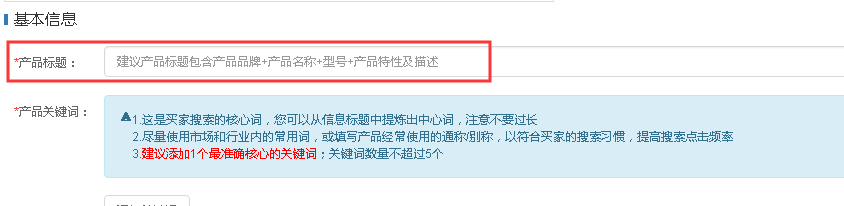 基本信息
*产品标题：
建议产品标题包含产品品牌+产品名称+型号+产品特性及描述
*产品关键词：
1.这是买家搜索的核心词，您可以从信息标题中提炼出中心词，注意不要过长
2.尽量使用市场和行业内的常用词，或填写产品经常使用的通称/别称，以符合买家的搜索习惯，提高搜索点击频率
3.建议添加1个最准确核心的关键词；关键词数量不超过5个